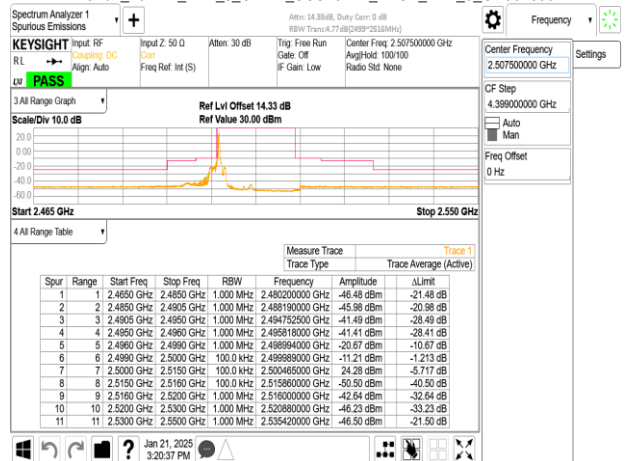 Spectrum Analyzer 1
Spurious Emissions
Attn: 14.88dB, Duty Corr: 0 dB
RBW Tranz:4.77dB(2499~2516MHz)
Frequency
KEYSIGHT
Input: RF
Input Z: 50 Ω
Atten: 30 dB
Trig: Free Run
Center Freq: 2.507500000 GHz
R L
Coupling: DC
Corr
Gate: Off
Avg|Hold: 100/100
Align: Auto
Freq Ref: Int (S)
IF Gain: Low
Radio Std: None
LXI
PASS
Center Frequency
2.507500000 GHz
Settings
CF Step
4.399000000 GHz
Auto
Man
Freq Offset
0 Hz
3 All Range Graph
Ref Lvl Offset 14.33 dB
Scale/Div 10.0 dB
Ref Value 30.00 dBm
20.0
0.00
-20.0
-40.0
-60.0
Start 2.465 GHz
Stop 2.550 GHz
4 All Range Table
Measure Trace Trace 1
Trace Type Trace Average (Active)
Spur Range Start Freq Stop Freq RBW Frequency Amplitude ΔLimit
1 1 2.4650 GHz 2.4850 GHz 1.000 MHz 2.480200000 GHz -46.48 dBm -21.48 dB
2 2 2.4850 GHz 2.4905 GHz 1.000 MHz 2.488190000 GHz -45.98 dBm -20.98 dB
3 3 2.4905 GHz 2.4950 GHz 1.000 MHz 2.494752500 GHz -41.49 dBm -28.49 dB
4 4 2.4950 GHz 2.4960 GHz 1.000 MHz 2.495818000 GHz -41.41 dBm -28.41 dB
5 5 2.4960 GHz 2.4990 GHz 1.000 MHz 2.498994000 GHz -20.67 dBm -10.67 dB
6 6 2.4990 GHz 2.5000 GHz 100.0 kHz 2.499989000 GHz -11.21 dBm -1.213 dB
7 7 2.5000 GHz 2.5150 GHz 100.0 kHz 2.500465000 GHz 24.28 dBm -5.717 dB
8 8 2.5150 GHz 2.5160 GHz 100.0 kHz 2.515860000 GHz -50.50 dBm -40.50 dB
9 9 2.5160 GHz 2.5200 GHz 1.000 MHz 2.516000000 GHz -42.64 dBm -32.64 dB
10 10 2.5200 GHz 2.5300 GHz 1.000 MHz 2.520880000 GHz -46.23 dBm -33.23 dB
11 11 2.5300 GHz 2.5500 GHz 1.000 MHz 2.535420000 GHz -46.50 dBm -21.50 dB
Jan 21, 2025
3:20:37 PM